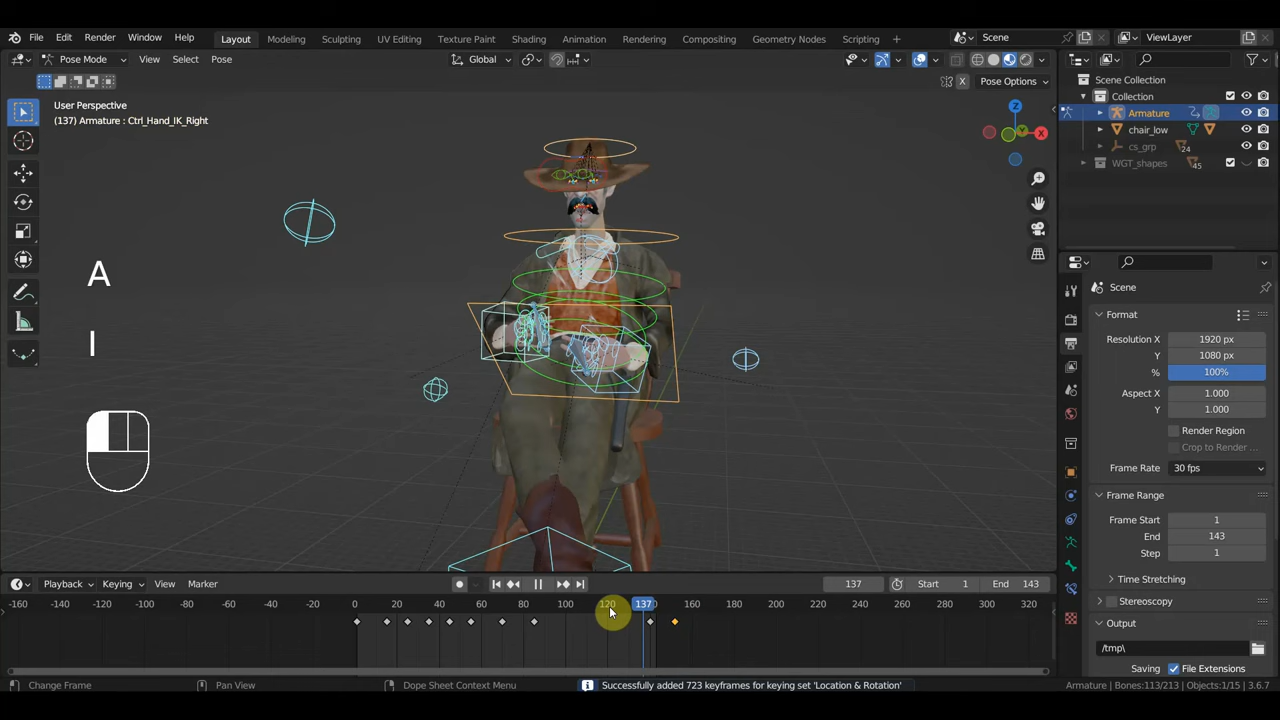 File Edit Render Window Help Layout Modeling Sculpting UV Editing Texture Paint Shading Animation Rendering Compositing Geometry Nodes Scripting + Scene ViewLayer
Pose Mode View Select Pose Global
X Pose Options
User Perspective
(137) Armature : Ctrl_Hand_IK_Right
Z
Y
X
A
I
Scene Collection
Collection
Armature
chair_low
cs_grp 24
WGT_shapes 45
Scene
Format
Resolution X 1920 px
Y 1080 px
% 100%
Aspect X 1.000
Y 1.000
Render Region
Crop to Render ...
Frame Rate 30 fps
Frame Range
Frame Start 1
End 143
Step 1
Time Stretching
Stereoscopy
Output
/tmp\
Saving File Extensions
Playback Keying View Marker 137 Start 1 End 143
-160 -140 -120 -100 -80 -60 -40 -20 0 20 40 60 80 100 120 137 160 180 200 220 240 260 280 300 320
Change Frame Pan View Dope Sheet Context Menu Successfully added 723 keyframes for keying set 'Location & Rotation' Armature | Bones:113/213 | Objects:1/15 | 3.6.7